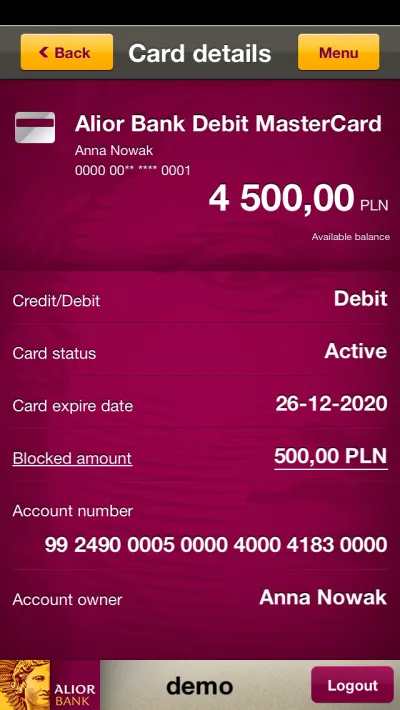 Back
Card details
Menu
Alior Bank Debit MasterCard
Anna Nowak
0000 00** **** 0001
4 500,00 PLN
Available balance
Credit/Debit Debit
Card status Active
Card expire date 26-12-2020
Blocked amount 500,00 PLN
Account number
99 2490 0005 0000 4000 4183 0000
Account owner Anna Nowak
ALIOR
BANK
demo
Logout